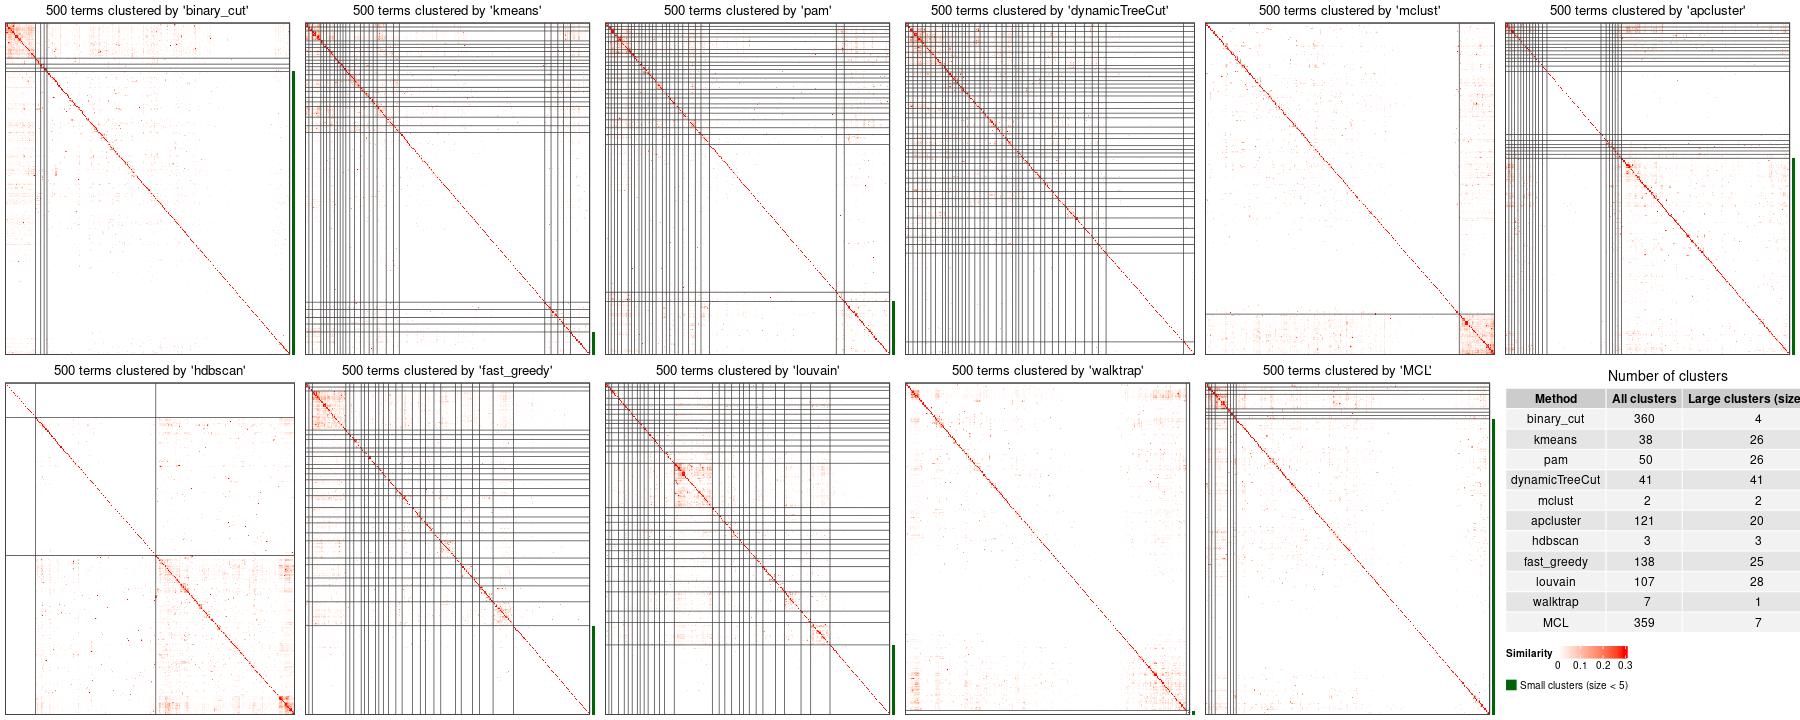 500 terms clustered by 'binary_cut'
500 terms clustered by 'kmeans'
500 terms clustered by 'pam'
500 terms clustered by 'dynamicTreeCut'
500 terms clustered by 'mclust'
500 terms clustered by 'apcluster'
500 terms clustered by 'hdbscan'
500 terms clustered by 'fast_greedy'
500 terms clustered by 'louvain'
500 terms clustered by 'walktrap'
500 terms clustered by 'MCL'
Number of clusters
Method All clusters Large clusters (size
binary_cut 360 4
kmeans 38 26
pam 50 26
dynamicTreeCut 41 41
mclust 2 2
apcluster 121 20
hdbscan 3 3
fast_greedy 138 25
louvain 107 28
walktrap 7 1
MCL 359 7
Similarity
0 0.1 0.2 0.3
Small clusters (size < 5)